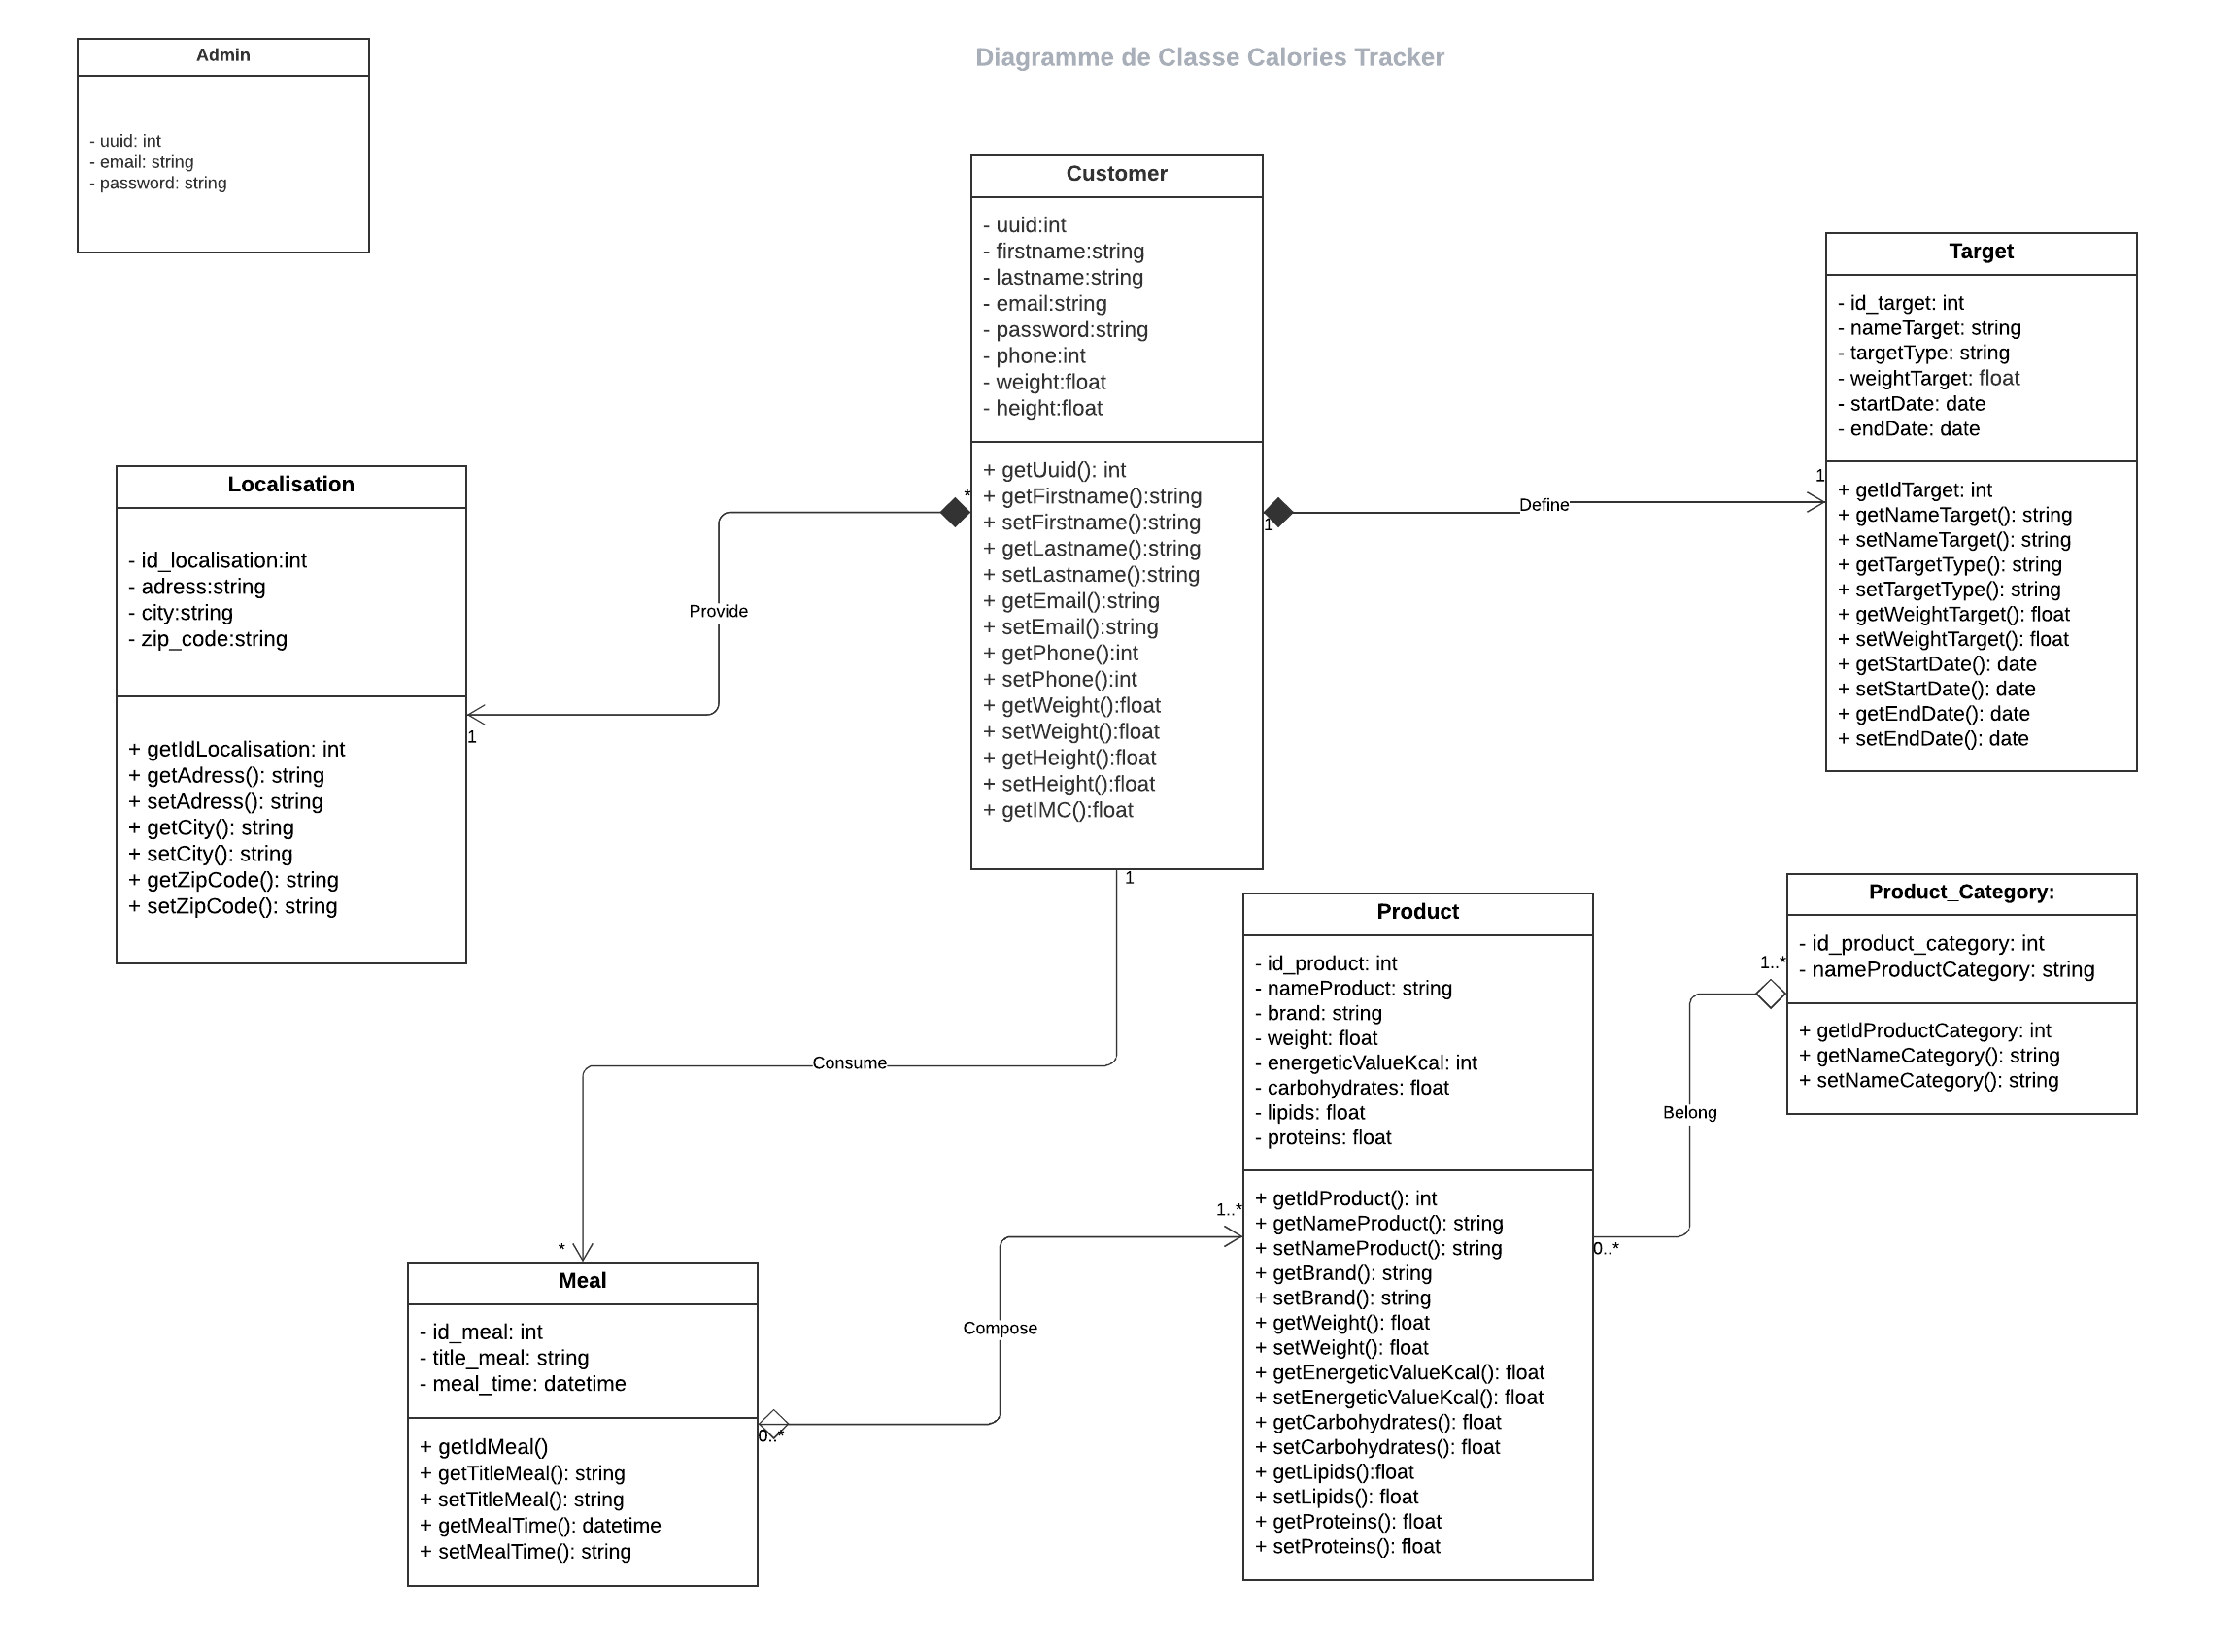 Diagramme de Classe Calories Tracker
Admin
- uuid: int
- email: string
- password: string
Customer
- uuid:int
- firstname:string
- lastname:string
- email:string
- password:string
- phone:int
- weight:float
- height:float
+ getUuid(): int
+ getFirstname():string
+ setFirstname():string
+ getLastname():string
+ setLastname():string
+ getEmail():string
+ setEmail():string
+ getPhone():int
+ setPhone():int
+ getWeight():float
+ setWeight():float
+ getHeight():float
+ setHeight():float
+ getIMC():float
Target
- id_target: int
- nameTarget: string
- targetType: string
- weightTarget: float
- startDate: date
- endDate: date
+ getIdTarget: int
+ getNameTarget(): string
+ setNameTarget(): string
+ getTargetType(): string
+ setTargetType(): string
+ getWeightTarget(): float
+ setWeightTarget(): float
+ getStartDate(): date
+ setStartDate(): date
+ getEndDate(): date
+ setEndDate(): date
1
Define
1
*
Provide
1
Localisation
- id_localisation:int
- adress:string
- city:string
- zip_code:string
+ getIdLocalisation: int
+ getAdress(): string
+ setAdress(): string
+ getCity(): string
+ setCity(): string
+ getZipCode(): string
+ setZipCode(): string
1
Consume
*
Meal
- id_meal: int
- title_meal: string
- meal_time: datetime
+ getIdMeal()
+ getTitleMeal(): string
+ setTitleMeal(): string
+ getMealTime(): datetime
+ setMealTime(): string
0..*
Compose
1..*
Product
- id_product: int
- nameProduct: string
- brand: string
- weight: float
- energeticValueKcal: int
- carbohydrates: float
- lipids: float
- proteins: float
+ getIdProduct(): int
+ getNameProduct(): string
+ setNameProduct(): string
+ getBrand(): string
+ setBrand(): string
+ getWeight(): float
+ setWeight(): float
+ getEnergeticValueKcal(): float
+ setEnergeticValueKcal(): float
+ getCarbohydrates(): float
+ setCarbohydrates(): float
+ getLipids():float
+ setLipids(): float
+ getProteins(): float
+ setProteins(): float
0..*
Belong
1..*
Product_Category:
- id_product_category: int
- nameProductCategory: string
+ getIdProductCategory: int
+ getNameCategory(): string
+ setNameCategory(): string